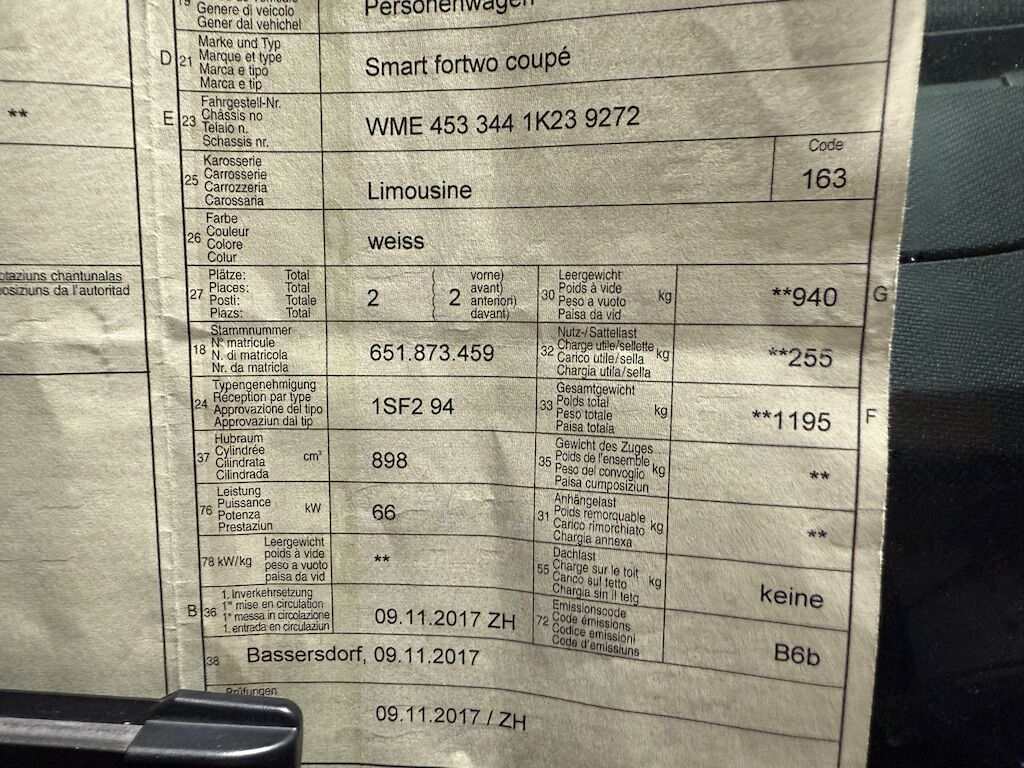 19
Genere di veicolo
Gener dal vehichel
Personenwagen
D 21 Marke und Typ
Marque et type
Marca e tipo
Marca e tip
Smart fortwo coupé
**
E 23 Fahrgestell-Nr.
Châssis no
Telaio n.
Schassis nr.
WME 453 344 1K23 9272
25 Karosserie
Carrosserie
Carrozzeria
Carossaria
Limousine
Code
163
26 Farbe
Couleur
Colore
Colur
weiss
chantunalas
da l'autoritad
27 Plätze: Total
Places: Total
Posti: Totale
Plazs: Total
2
2 vorne)
avant)
anteriori)
davant)
30 Leergewicht
Poids à vide
Peso a vuoto
Paisa da vid
kg
**940
G
18 Stammnummer
N° matricule
N. di matricola
Nr. da matricla
651.873.459
32 Nutz-/Sattellast
Charge utile/sellette
Carico utile/sella
Chargia utila/sella
kg
**255
24 Typengenehmigung
Réception par type
Approvazione del tipo
Approvaziun dal tip
1SF2 94
33 Gesamtgewicht
Poids total
Peso totale
Paisa totala
kg
**1195
F
37 Hubraum
Cylindrée
Cilindrata
Cilindrada
cm³
898
35 Gewicht des Zuges
Poids de l'ensemble
Peso del convoglio
Paisa cumposiziun
kg
**
76 Leistung
Puissance
Potenza
Prestaziun
kW
66
31 Anhängelast
Poids remorquable
Carico rimorchiato
Chargia annexa
kg
**
78 kW/kg
Leergewicht
poids à vide
peso a vuoto
paisa da vid
**
55 Dachlast
Charge sur le toit
Carico sul tetto
Chargia sin il tetg
kg
keine
B 36 1. Inverkehrsetzung
1re mise en circulation
1a messa in circolazione
1. entrada en circulaziun
09.11.2017 ZH
72 Emissionscode
Code émissions
Codice emissioni
Code d'emissiuns
B6b
38 Bassersdorf, 09.11.2017
Prüfungen
09.11.2017 / ZH